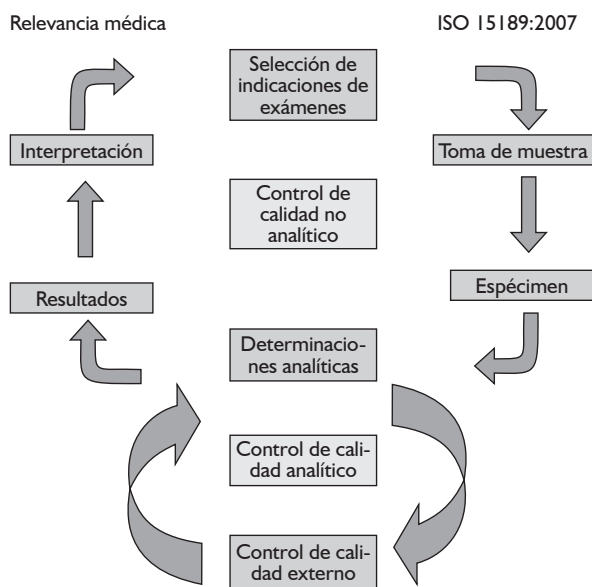 Relevancia médica
ISO 15189:2007
Selección de
indicaciones de
exámenes
Interpretación
Toma de muestra
Control de
calidad no
analítico
Resultados
Espécimen
Determinacio-
nes analíticas
Control de cali-
dad analítico
Control de cali-
dad externo